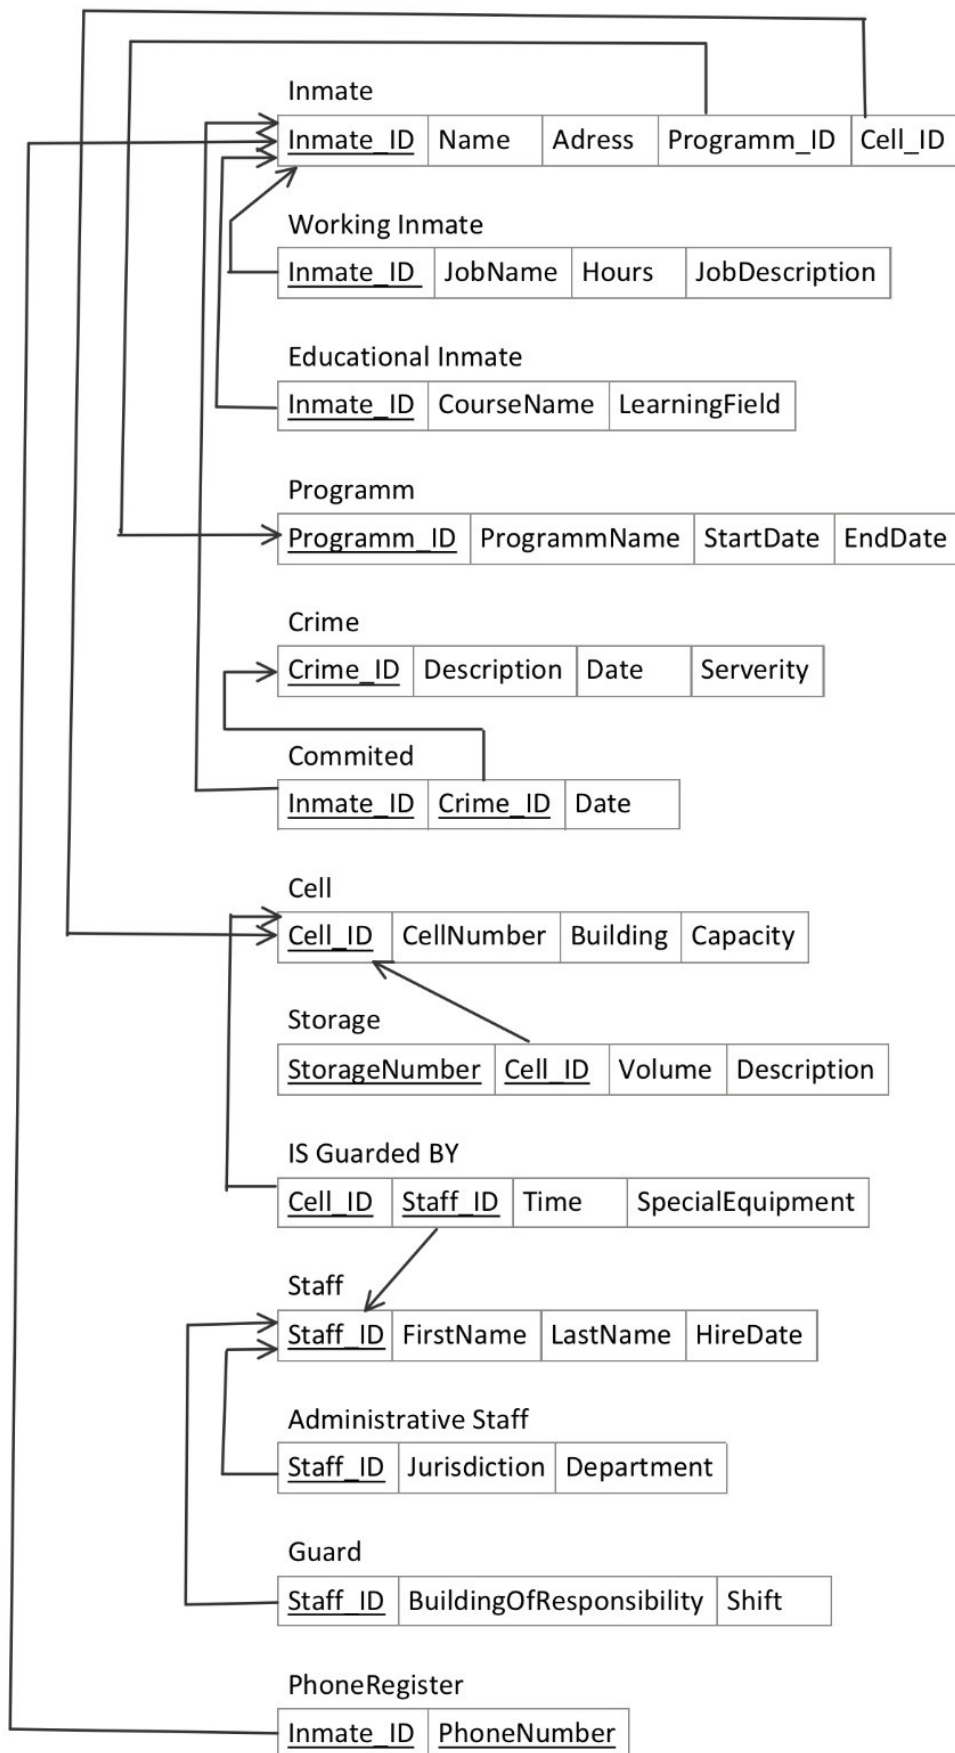 Inmate
Inmate_ID Name Adress Programm_ID Cell_ID
Working Inmate
Inmate_ID JobName Hours JobDescription
Educational Inmate
Inmate_ID CourseName LearningField
Programm
Programm_ID ProgrammName StartDate EndDate
Crime
Crime_ID Description Date Serverity
Commited
Inmate_ID Crime_ID Date
Cell
Cell_ID CellNumber Building Capacity
Storage
StorageNumber Cell_ID Volume Description
IS Guarded BY
Cell_ID Staff_ID Time SpecialEquipment
Staff
Staff_ID FirstName LastName HireDate
Administrative Staff
Staff_ID Jurisdiction Department
Guard
Staff_ID BuildingOfResponsibility Shift
PhoneRegister
Inmate_ID PhoneNumber